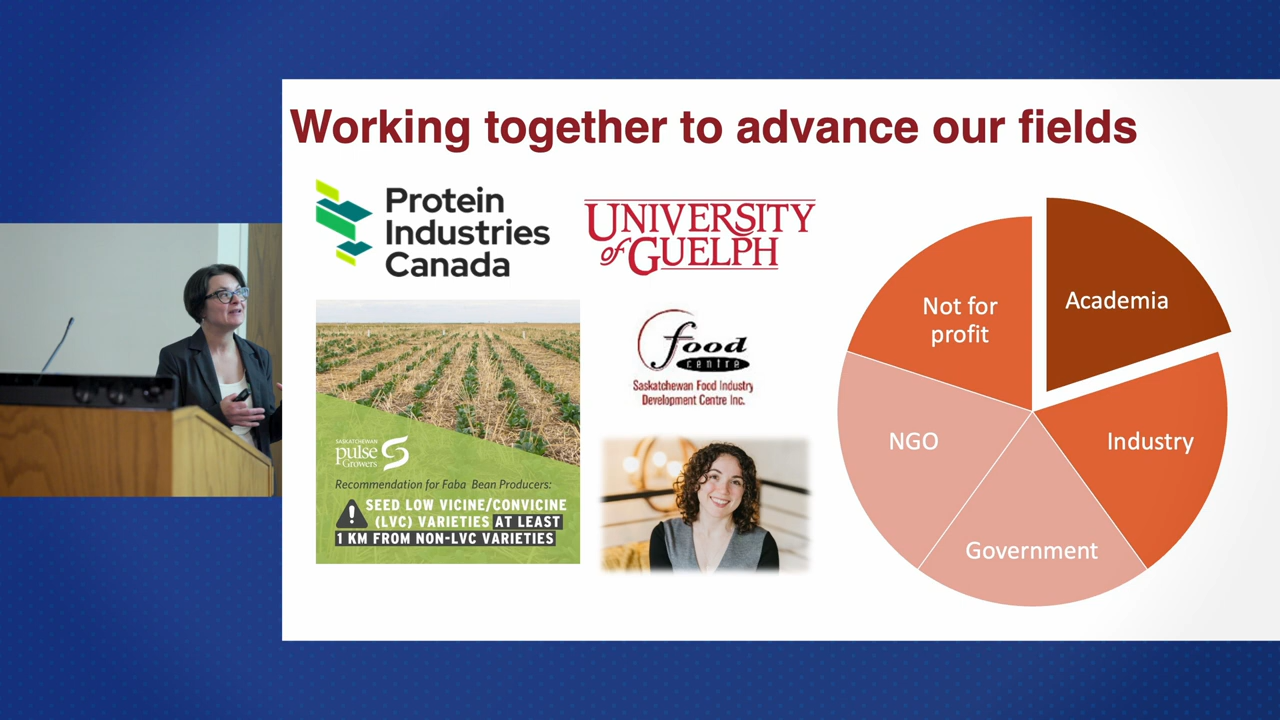 Working together to advance our fields
Protein
Industries
Canada
UNIVERSITY
of GUELPH
food
centre
Saskatchewan Food Industry
Development Centre Inc.
SASKATCHEWAN
pulse
Growers
Recommendation for Faba Bean Producers:
! SEED LOW VICINE/CONVICINE
(LVC) VARIETIES AT LEAST
1 KM FROM NON-LVC VARIETIES
Not for
profit
Academia
NGO
Industry
Government